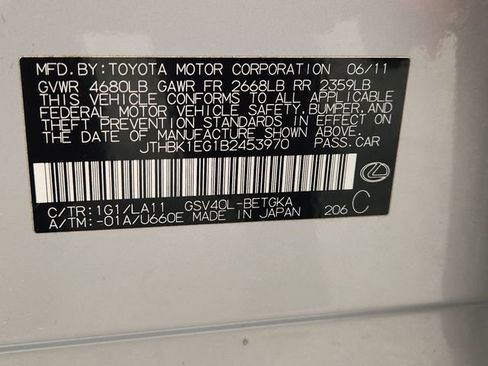 MFD.BY:TOYOTA MOTOR CORPORATION 06/11
GVWR 4680LB GAWR FR 2668LB RR 2359LB
THIS VEHICLE CONFORMS TO ALL APPLICABLE
FEDERAL MOTOR VEHICLE SAFETY,BUMPER,AND
THEFT PREVENTION STANDARDS IN EFFECT ON
THE DATE OF MANUFACTURE SHOWN ABOVE.
JTHBK1EG1B2453970 PASS.CAR
C/TR:1G1/LA11 GSV40L-BETGKA
A/TM:-01A/U660E MADE IN JAPAN 206 C